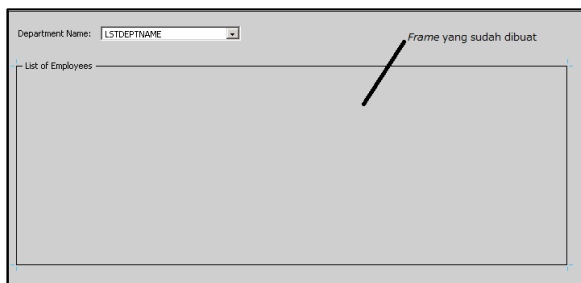 Department Name: LSTDEPTNAME
Frame yang sudah dibuat
List of Employees